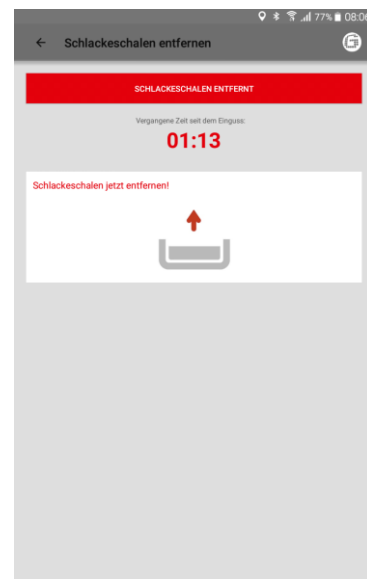 77% 08:06
Schlackeschalen entfernen
SCHLACKESCHALEN ENTFERNT
Vergangene Zeit seit dem Einguss:
01:13
Schlackeschalen jetzt entfernen!